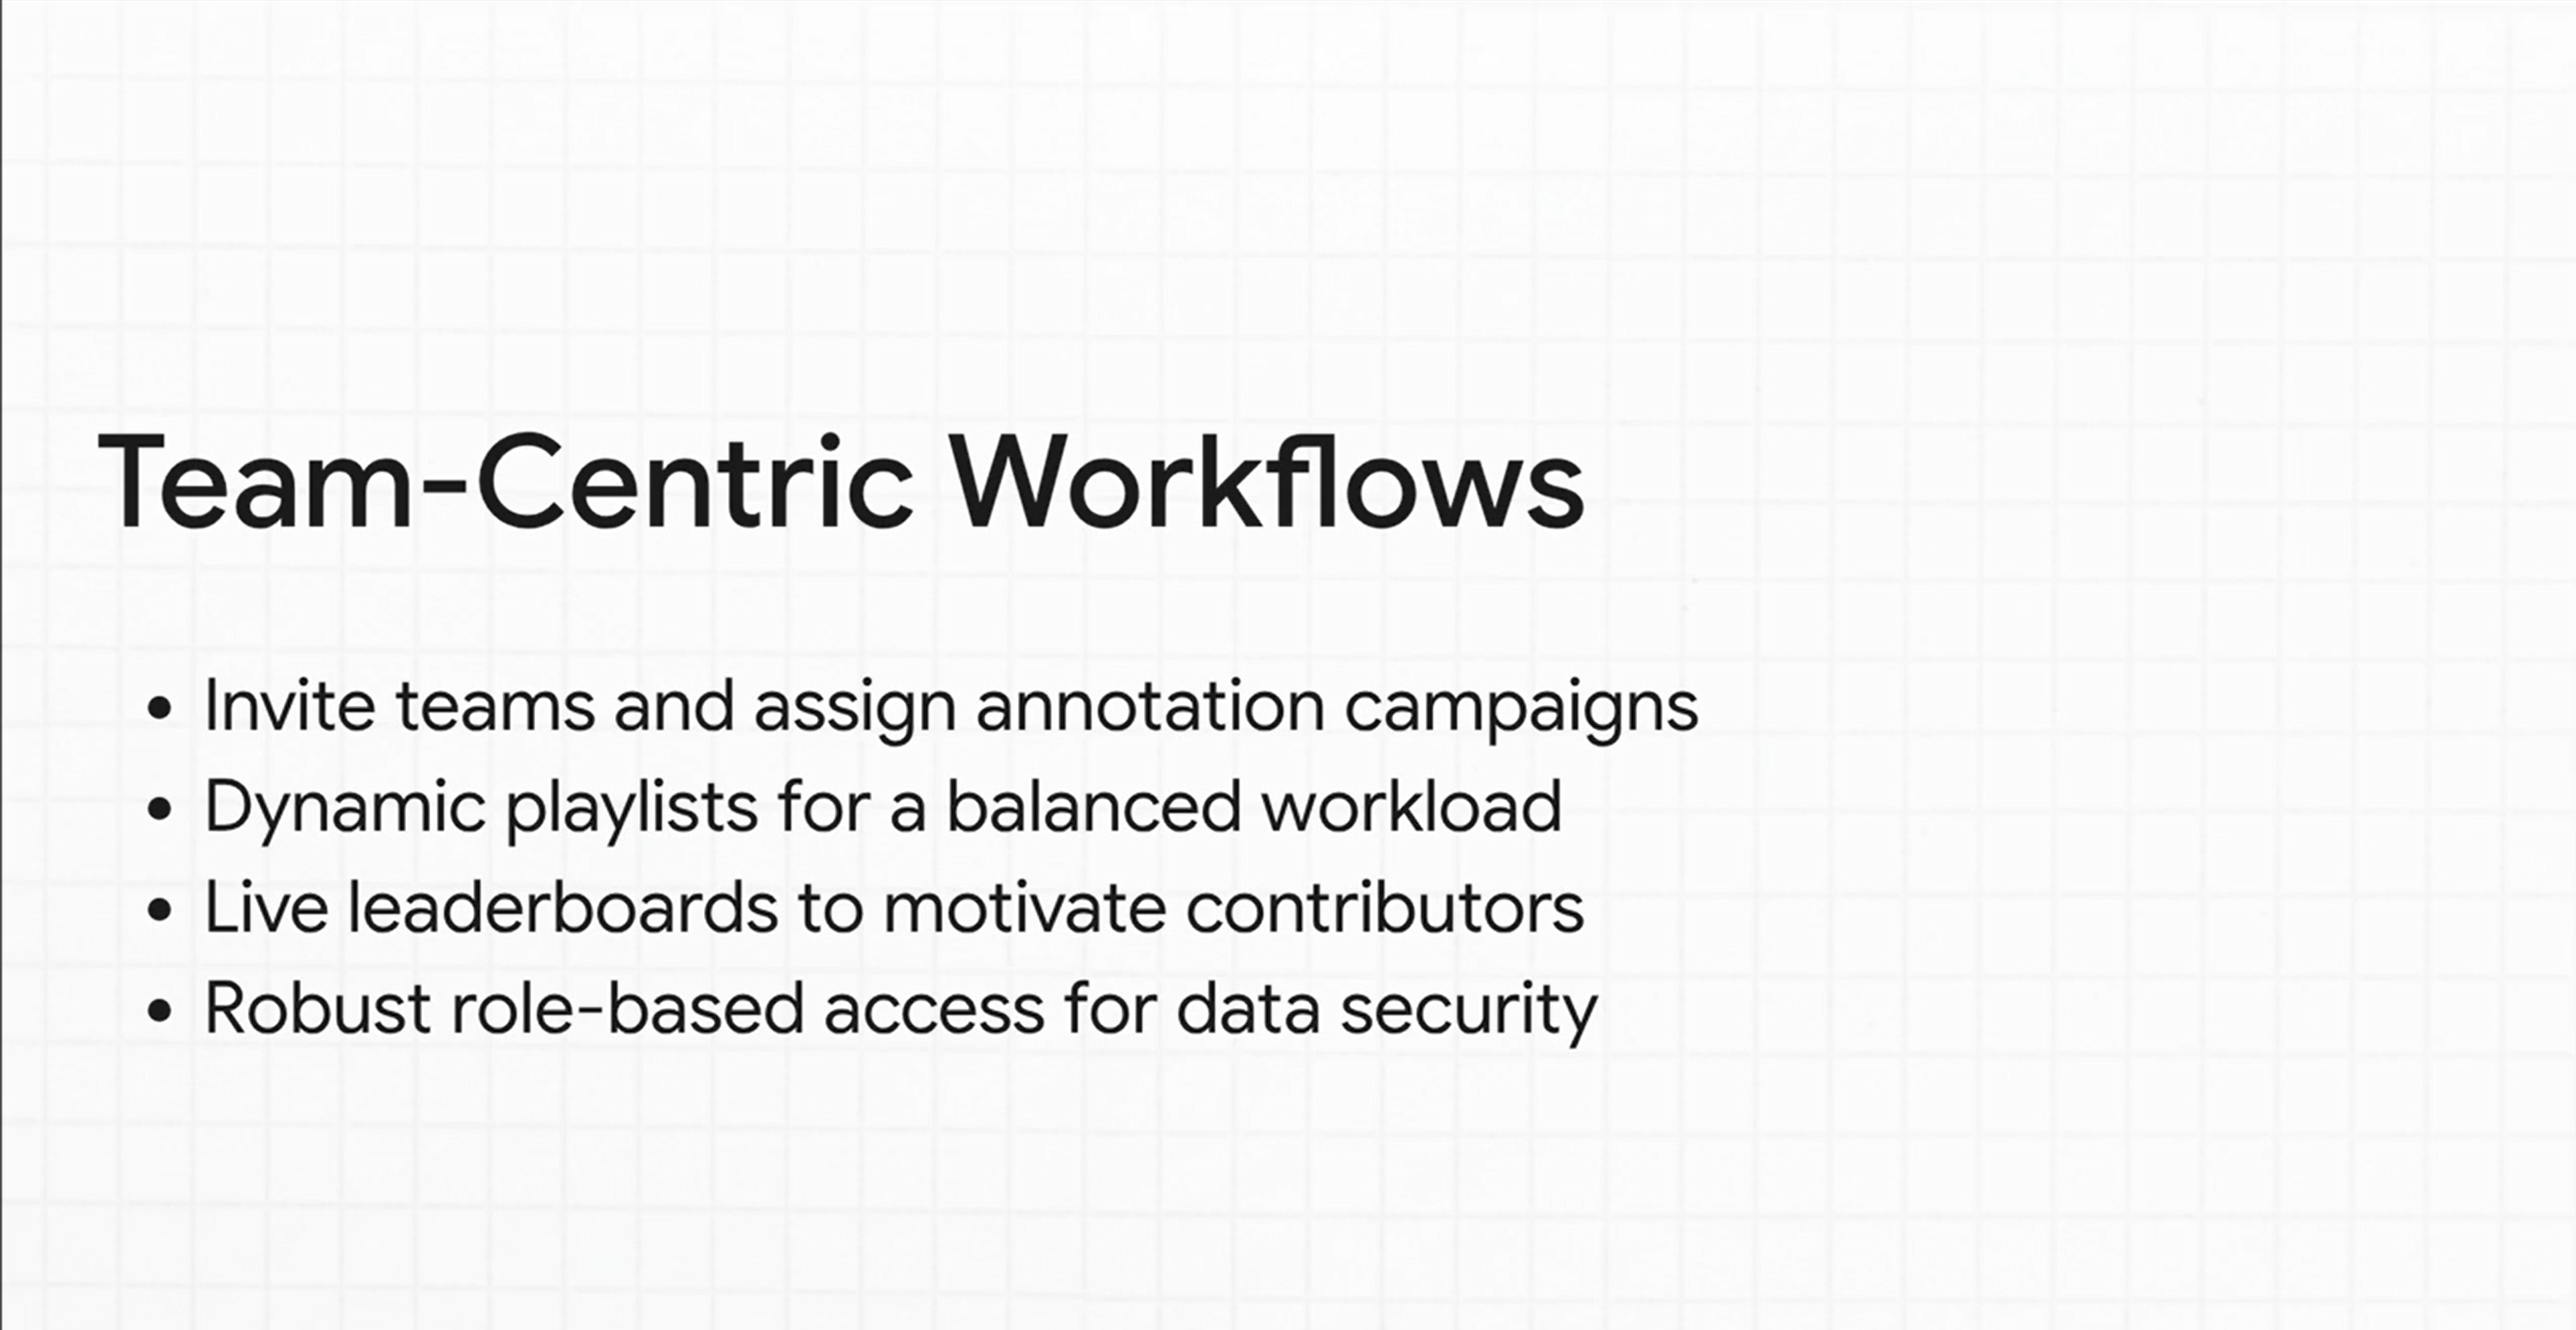 Team-Centric Workflows
• Invite teams and assign annotation campaigns
• Dynamic playlists for a balanced workload
• Live leaderboards to motivate contributors
• Robust role-based access for data security